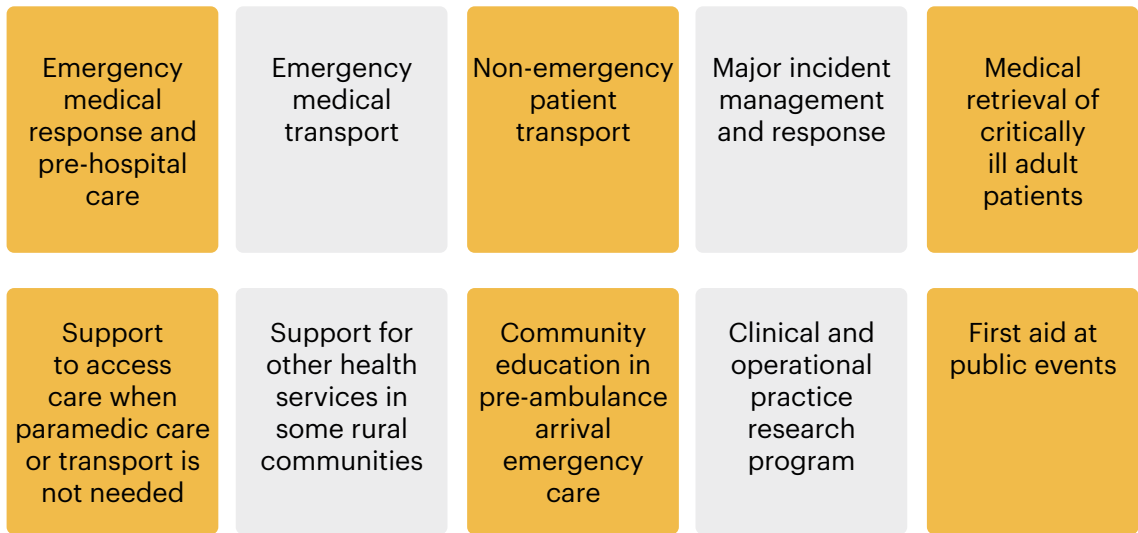 Emergency
medical
response and
pre-hospital
care
Emergency
medical
transport
Non-emergency
patient
transport
Major incident
management
and response
Medical
retrieval of
critically
ill adult
patients
Support
to access
care when
paramedic care
or transport is
not needed
Support for
other health
services in
some rural
communities
Community
education in
pre-ambulance
arrival
emergency
care
Clinical and
operational
practice
research
program
First aid at
public events